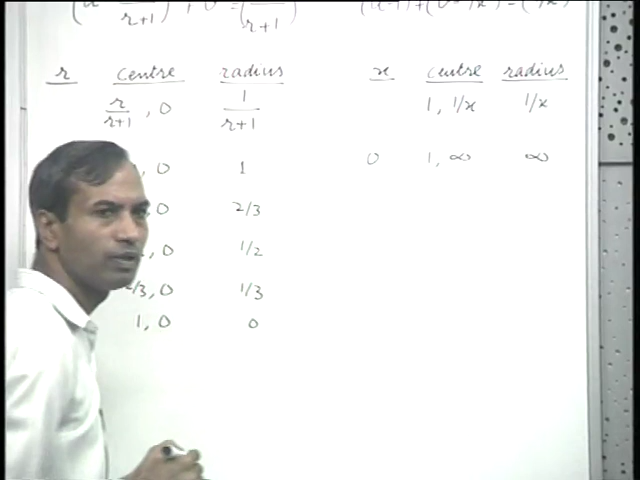 r centre radius x centre radius
r/r+1 , 0 1/r+1 1, 1/x 1/x
, 0 1 0 1, ∞ ∞
0 2/3
, 0 1/2
2/3, 0 1/3
1, 0 0